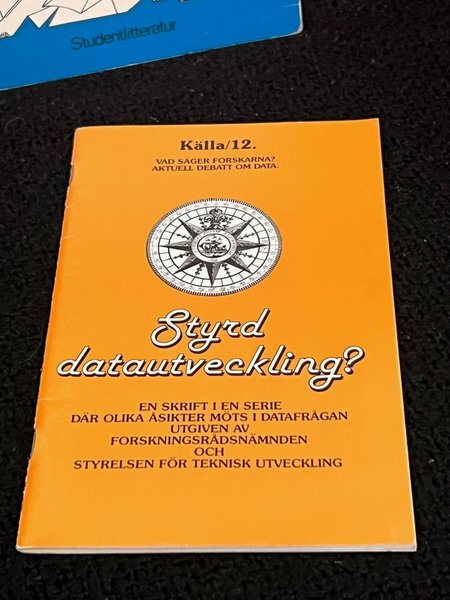 Studentlitteratur
Källa/12.
VAD SÄGER FORSKARNA?
AKTUELL DEBATT OM DATA.
Styrd
datautveckling?
EN SKRIFT I EN SERIE
DÄR OLIKA ÅSIKTER MÖTS I DATAFRÅGAN
UTGIVEN AV
FORSKNINGSRÅDSNÄMNDEN
OCH
STYRELSEN FÖR TEKNISK UTVECKLING